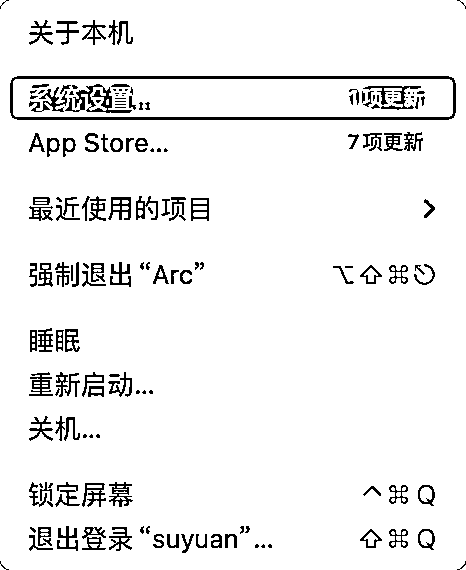 关于本机
系统设置... 1项更新
App Store... 7 项更新
最近使用的项目
强制退出“Arc” ⌥⇧⌘⎋
睡眠
重新启动...
关机...
锁定屏幕 ^⌘Q
退出登录“suyuan”... ⇧⌘Q